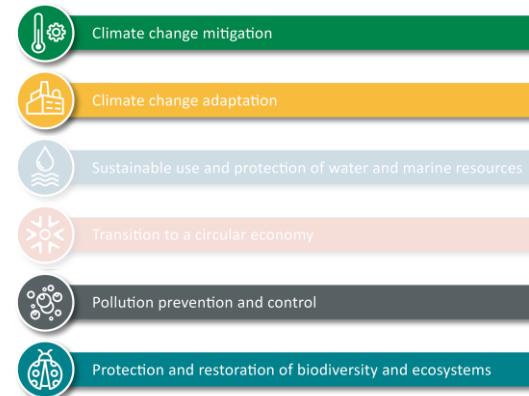 Climate change mitigation
Climate change adaptation
Sustainable use and protection of water and marine resources
Transition to a circular economy
Pollution prevention and control
Protection and restoration of biodiversity and ecosystems